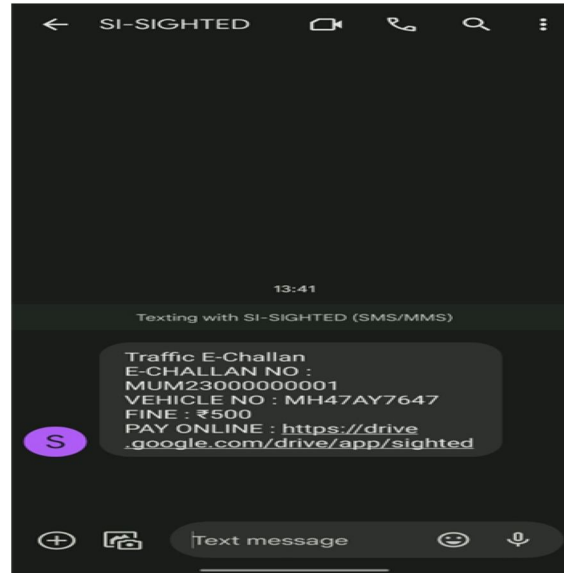 SI-SIGHTED
13:41
Texting with SI-SIGHTED (SMS/MMS)
Traffic E-Challan
E-CHALLAN NO :
MUM23000000001
VEHICLE NO : MH47AY7647
FINE : ₹500
PAY ONLINE : https://drive
.google.com/drive/app/sighted
S
Text message